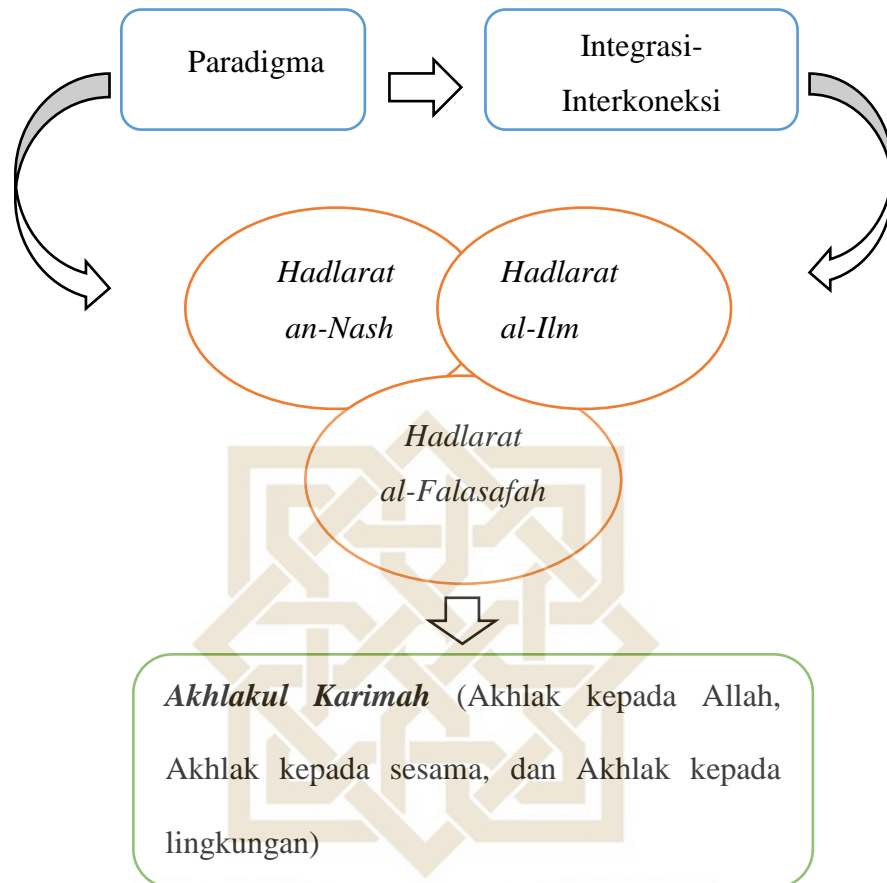 Paradigma
Integrasi-
Interkoneksi
Hadlarat
an-Nash
Hadlarat
al-Ilm
Hadlarat
al-Falasafah
Akhlakul Karimah (Akhlak kepada Allah,
Akhlak kepada sesama, dan Akhlak kepada
lingkungan)